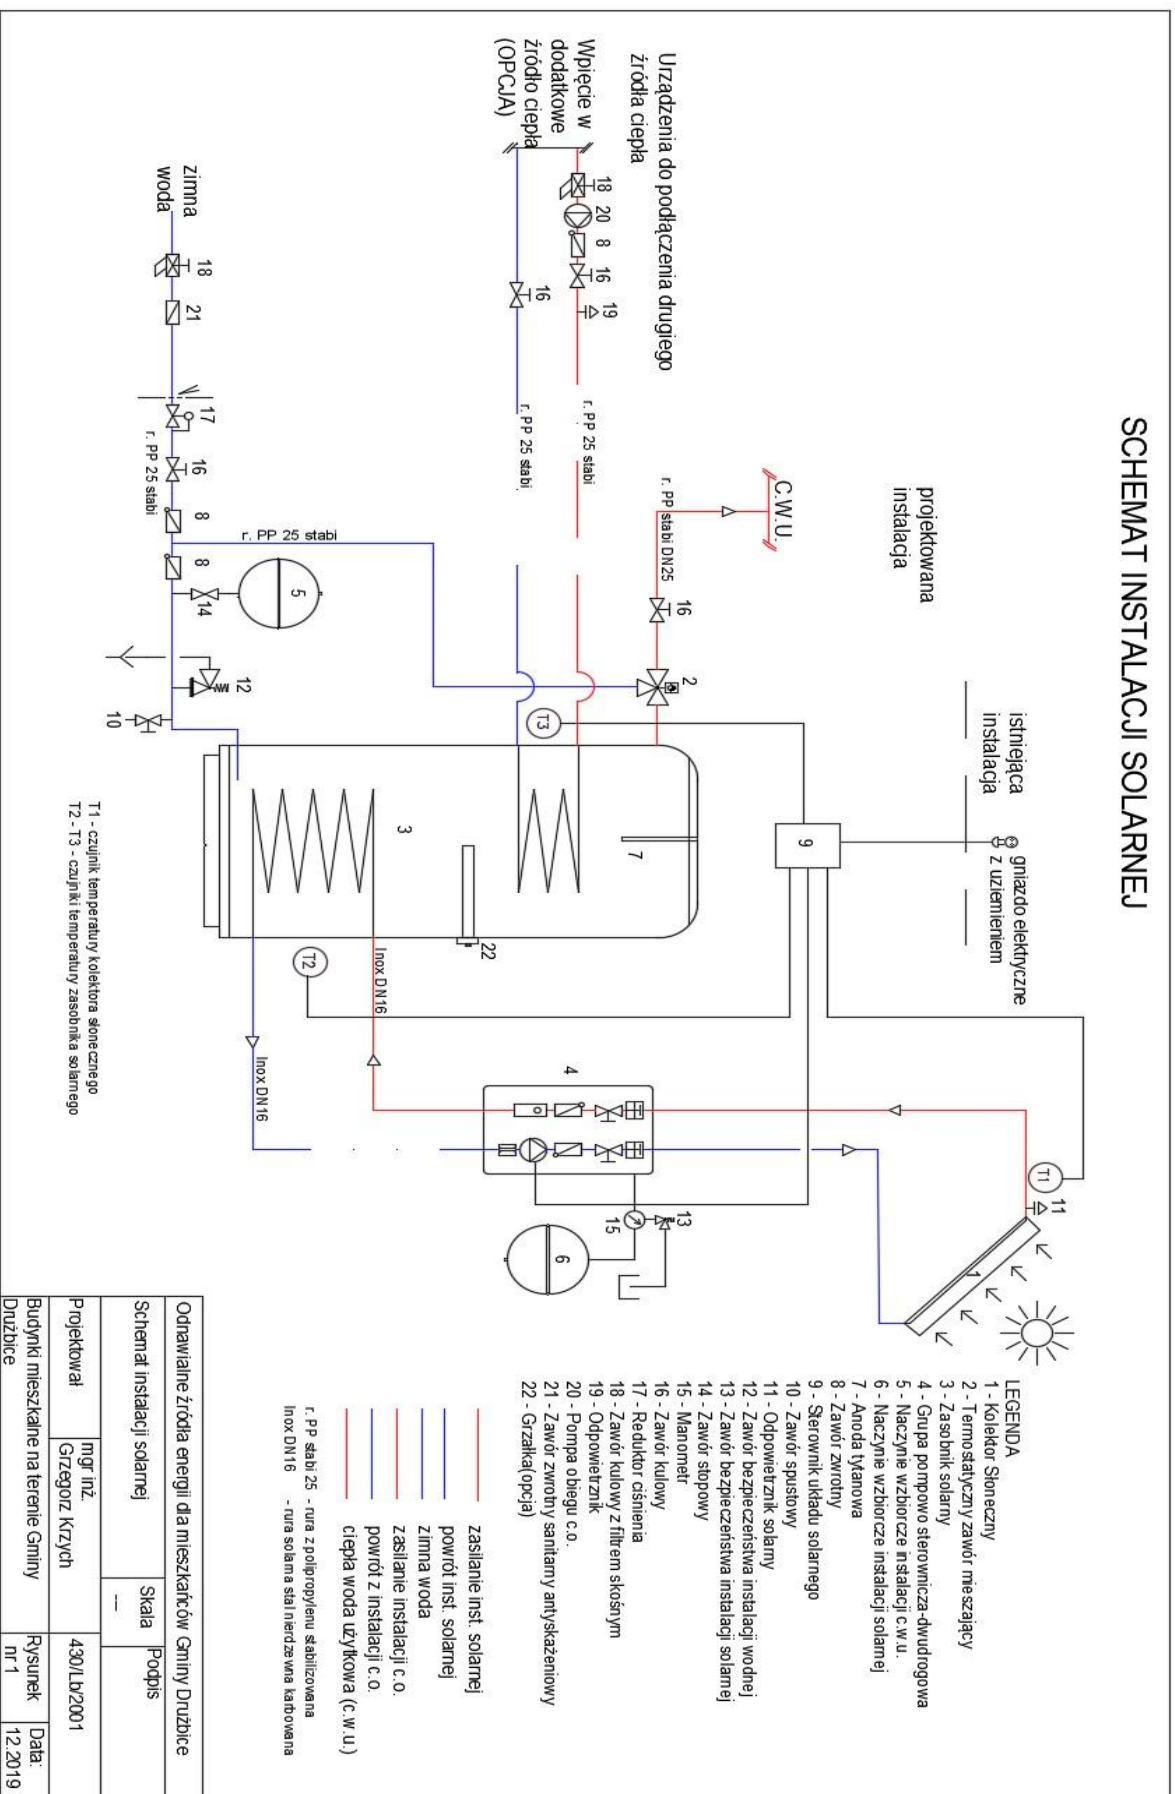 SCHEMAT INSTALACJI SOLARNEJ
projektowana
instalacja
istniejąca
instalacja
gniazdo elektryczne
z uziemieniem
Urządzenia do podłączenia drugiego
źródła ciepła
Wpięcie w
dodatkowe
źródło ciepła
(OPCJA)
18
20
8
16
19
16
r. PP 25 stabi
r. PP 25 stabi
C.W.U.
r. PP stabi DN25
16
2
T3
9
7
3
22
T2
Inox DN16
Inox DN16
4
T1
11
1
13
15
6
zimna
woda
18
21
17
16
r. PP 25 stabi
8
8
r. PP 25 stabi
5
14
12
10
T1 - czujnik temperatury kolektora słonecznego
T2 - T3 - czujniki temperatury zasobnika solarnego
LEGENDA
1 - Kolektor Słoneczny
2 - Termostatyczny zawór mieszający
3 - Zasobnik solarny
4 - Grupa pompowo sterownicza-dwudrogowa
5 - Naczynie wzbiorcze instalacji c.w.u.
6 - Naczynie wzbiorcze instalacji solarnej
7 - Anoda tytanowa
8 - Zawór zwrotny
9 - Sterownik układu solarnego
10 - Zawór spustowy
11 - Odpowietrznik solarny
12 - Zawór bezpieczeństwa instalacji wodnej
13 - Zawór bezpieczeństwa instalacji solarnej
14 - Zawór stopowy
15 - Manometr
16 - Zawór kulowy
17 - Reduktor ciśnienia
18 - Zawór kulowy z filtrem skośnym
19 - Odpowietrznik
20 - Pompa obiegu c.o.
21 - Zawór zwrotny sanitarny antyskażeniowy
22 - Grzałka(opcja)
zasilanie inst. solarnej
powrót inst. solarnej
zimna woda
zasilanie instalacji c.o.
powrót z instalacji c.o.
ciepła woda użytkowa (c.w.u.)
r. PP stabi 25 - rura z polipropylenu stabilizowana
Inox DN16 - rura solarna stal nierdzewna karbowana
Odnawialne źródła energii dla mieszkańców Gminy Drużbice
Schemat instalacji solarnej
Skala
---
Podpis
Projektował
mgr inż.
Grzegorz Krzych
430/Lb/2001
Budynki mieszkalne na terenie Gminy
Drużbice
Rysunek
nr 1
Data:
12.2019